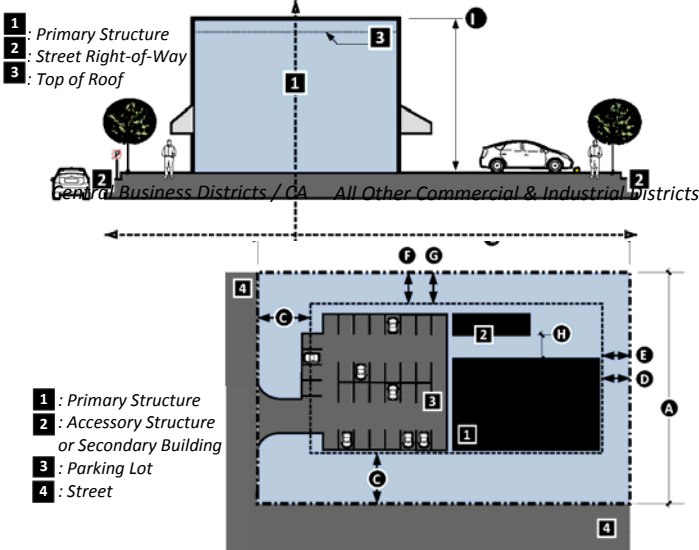 1 : Primary Structure
2 : Street Right-of-Way
3 : Top of Roof
I
3
1
2
2
Central Business Districts / CA All Other Commercial & Industrial Districts
F G
4
C
2
H
E
D
A
3
1
C
4
1 : Primary Structure
2 : Accessory Structure
or Secondary Building
3 : Parking Lot
4 : Street